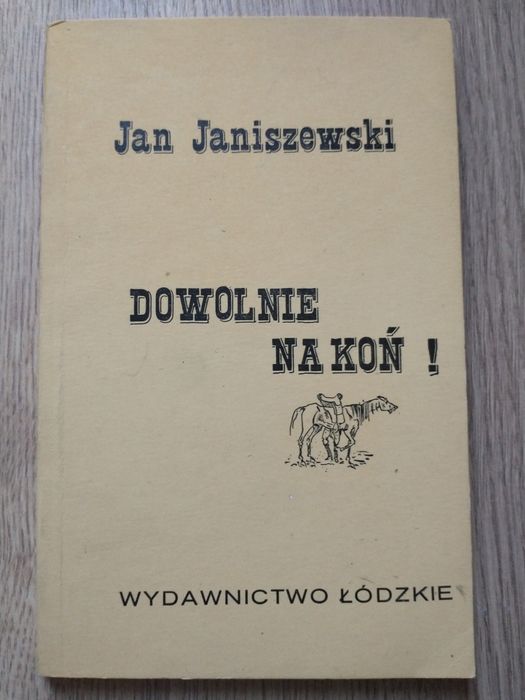 Jan Janiszewski
DOWOLNIE
NA KOŃ !
WYDAWNICTWO ŁÓDZKIE